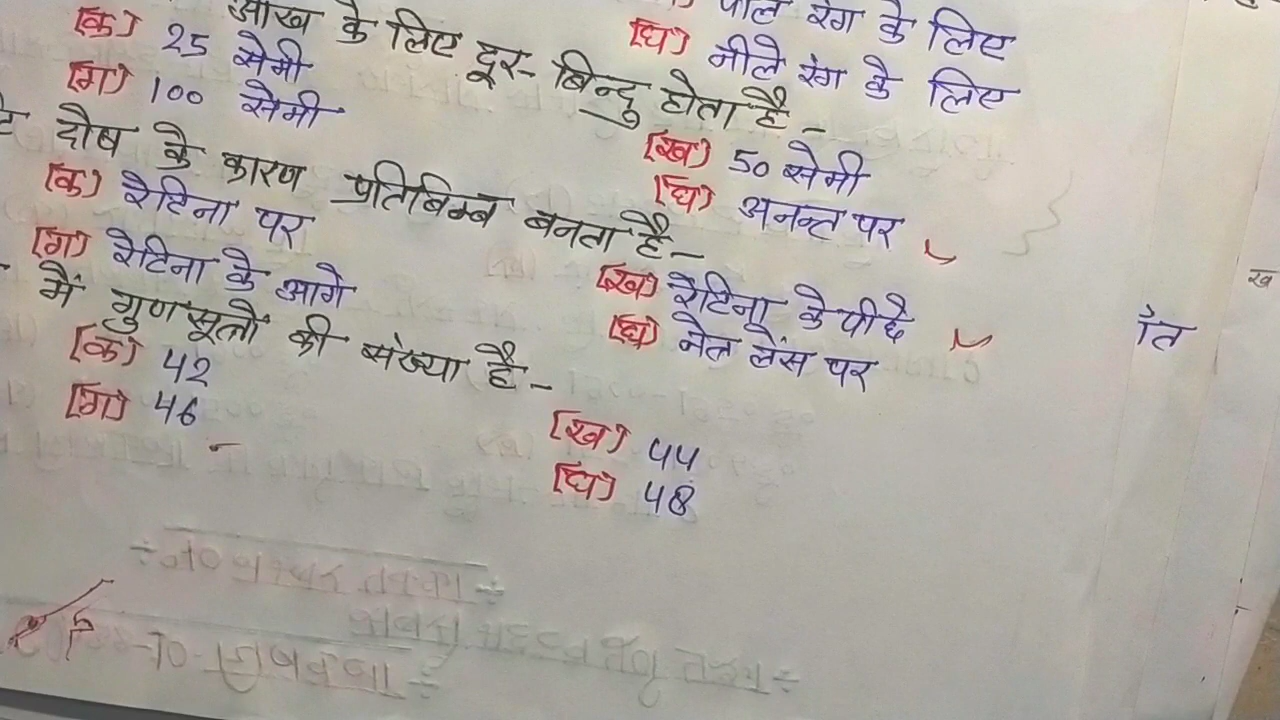 पीले रंग के लिए
(घ) नीले रंग के लिए
आँख के लिए दूर-बिन्दु होता है-
(क) 25 सेमी (ख) 50 सेमी
(ग) 100 सेमी (घ) अनन्त पर
दोष के कारण प्रतिबिम्ब बनता है-
(क) रेटिना पर (ख) रेटिना के पीछे
(ग) रेटिना के आगे (घ) नेत्र लेंस पर
में गुणसूत्रों की संख्या है-
(क) 42 (ख) 44
(ग) 46 (घ) 48
ख